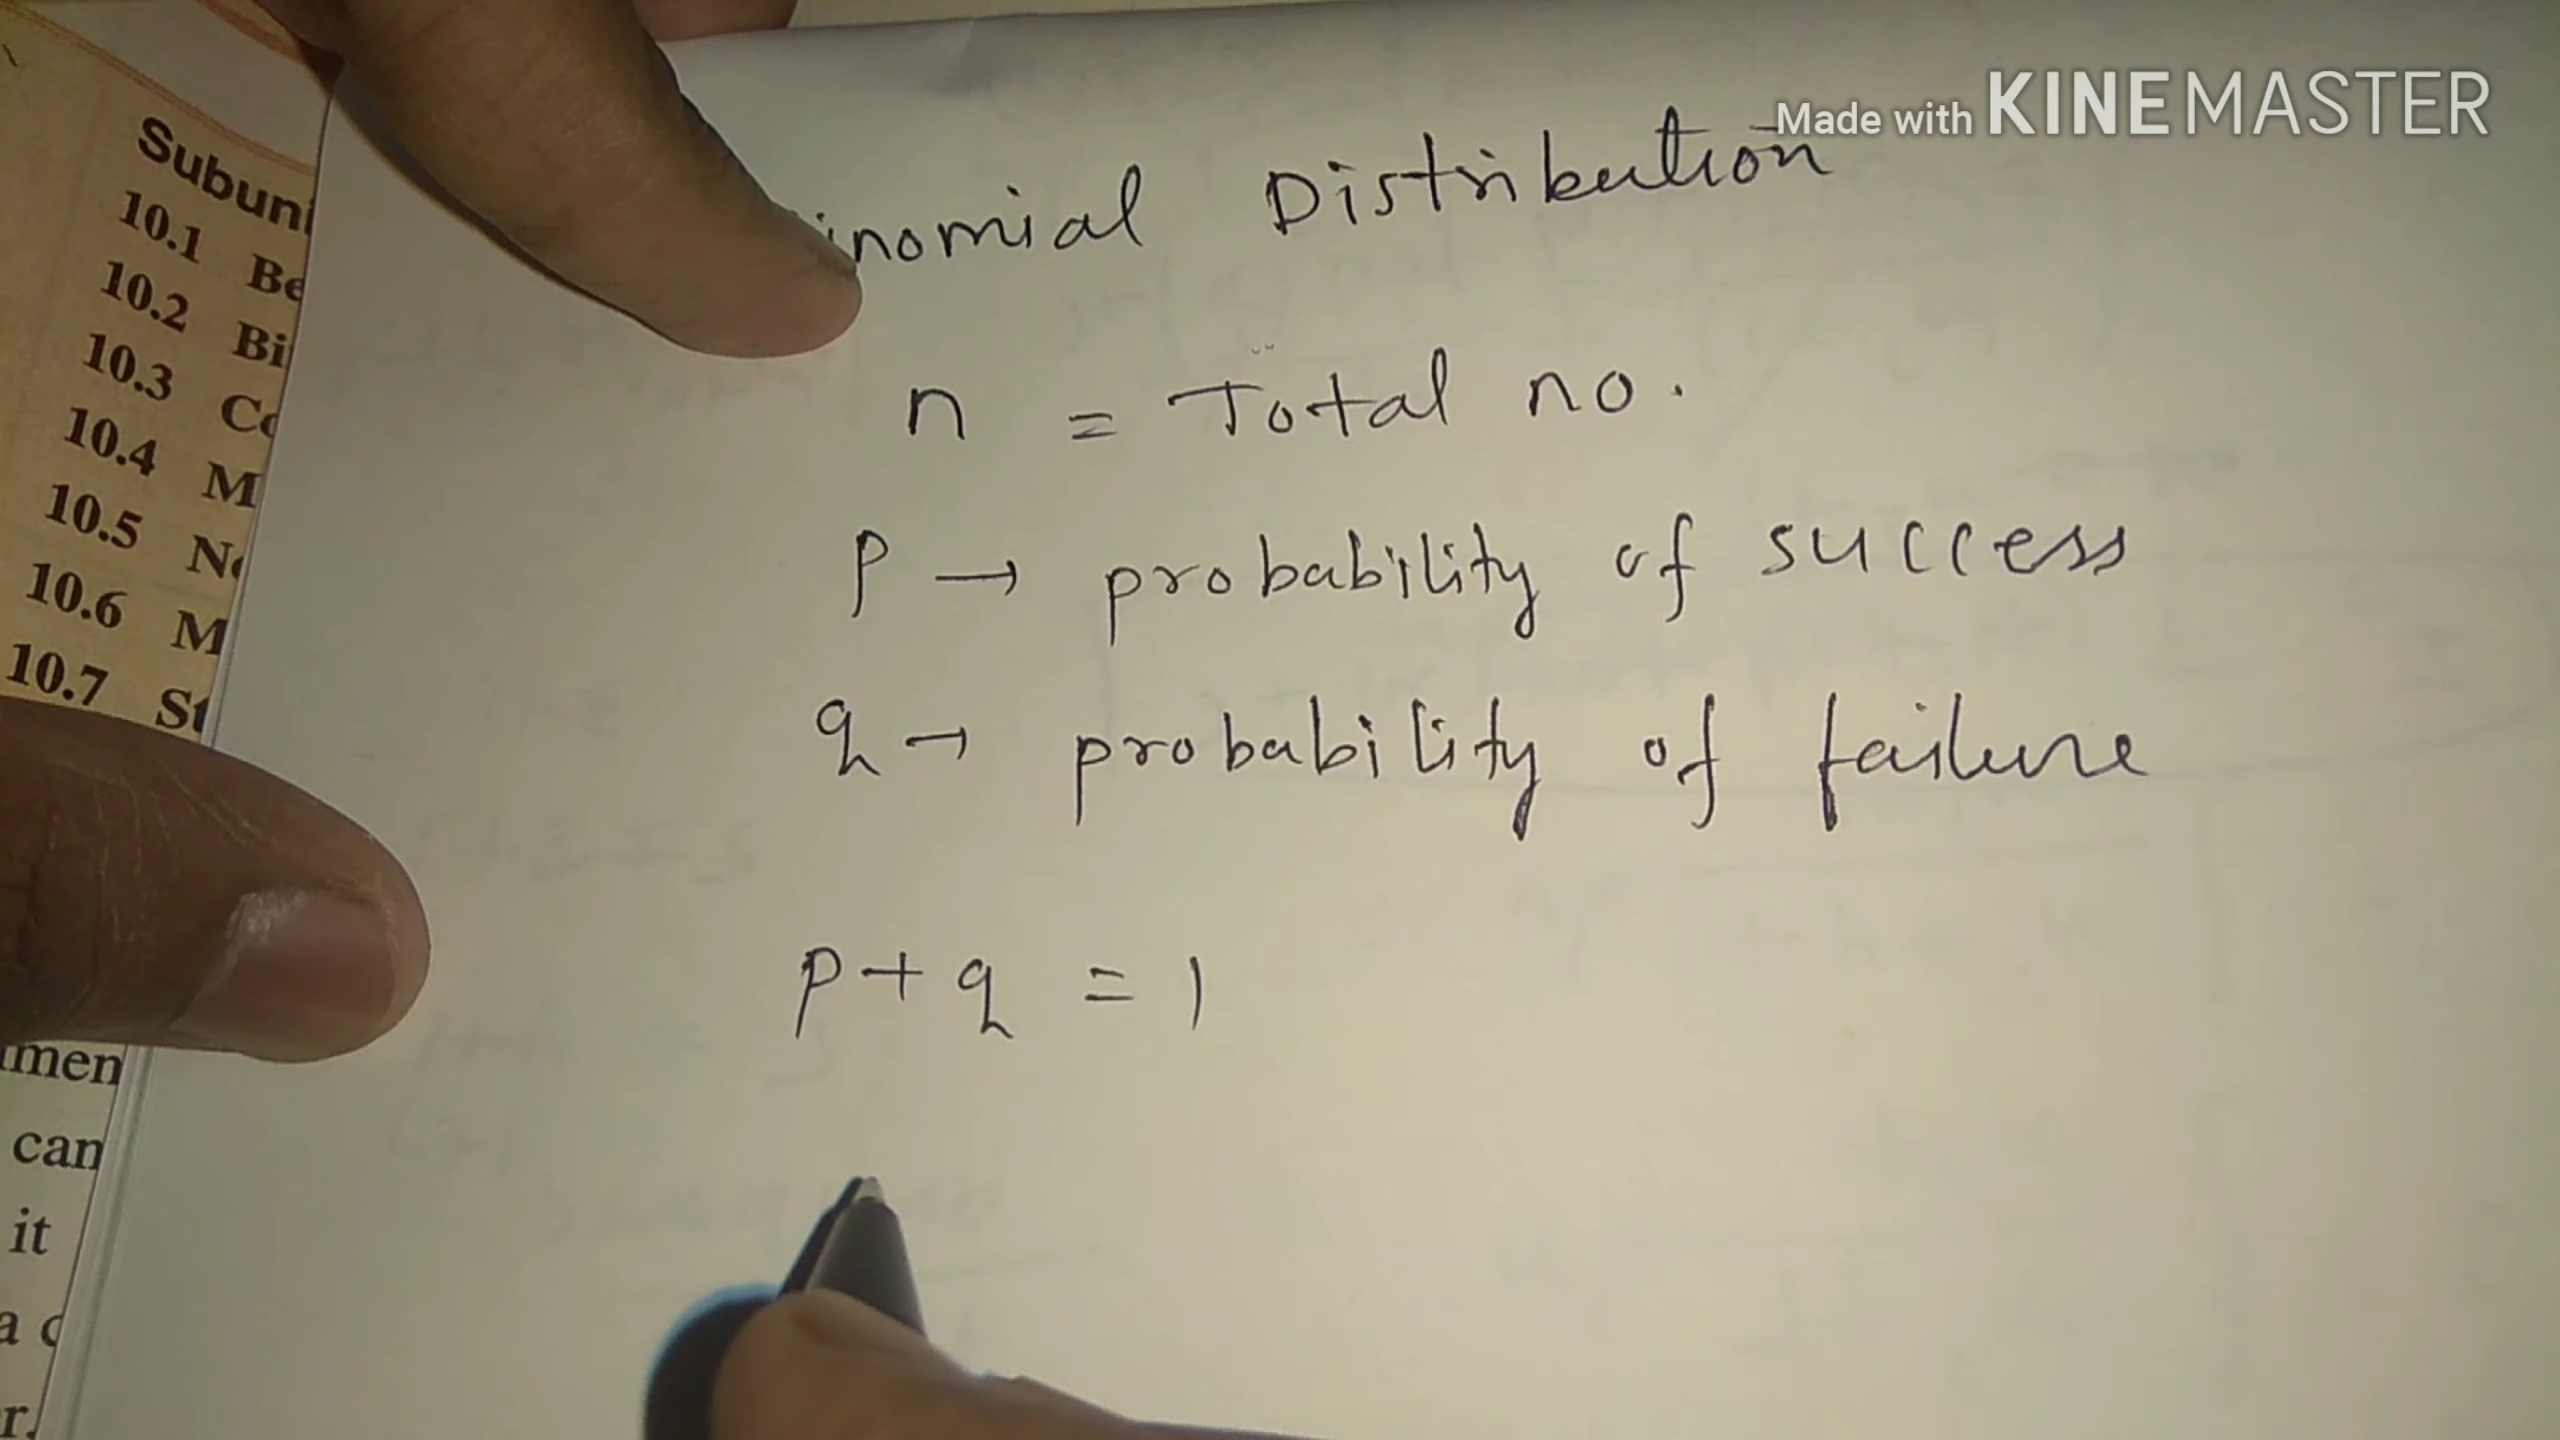 Made with KINEMASTER
inomial Distribution
n = Total no.
p → probability of success
q → probability of failure
p + q = 1
Subuni
10.1 Be
10.2 Bi
10.3 Co
10.4 M
10.5 No
10.6 M
10.7 St
men
can
it
a c
r.